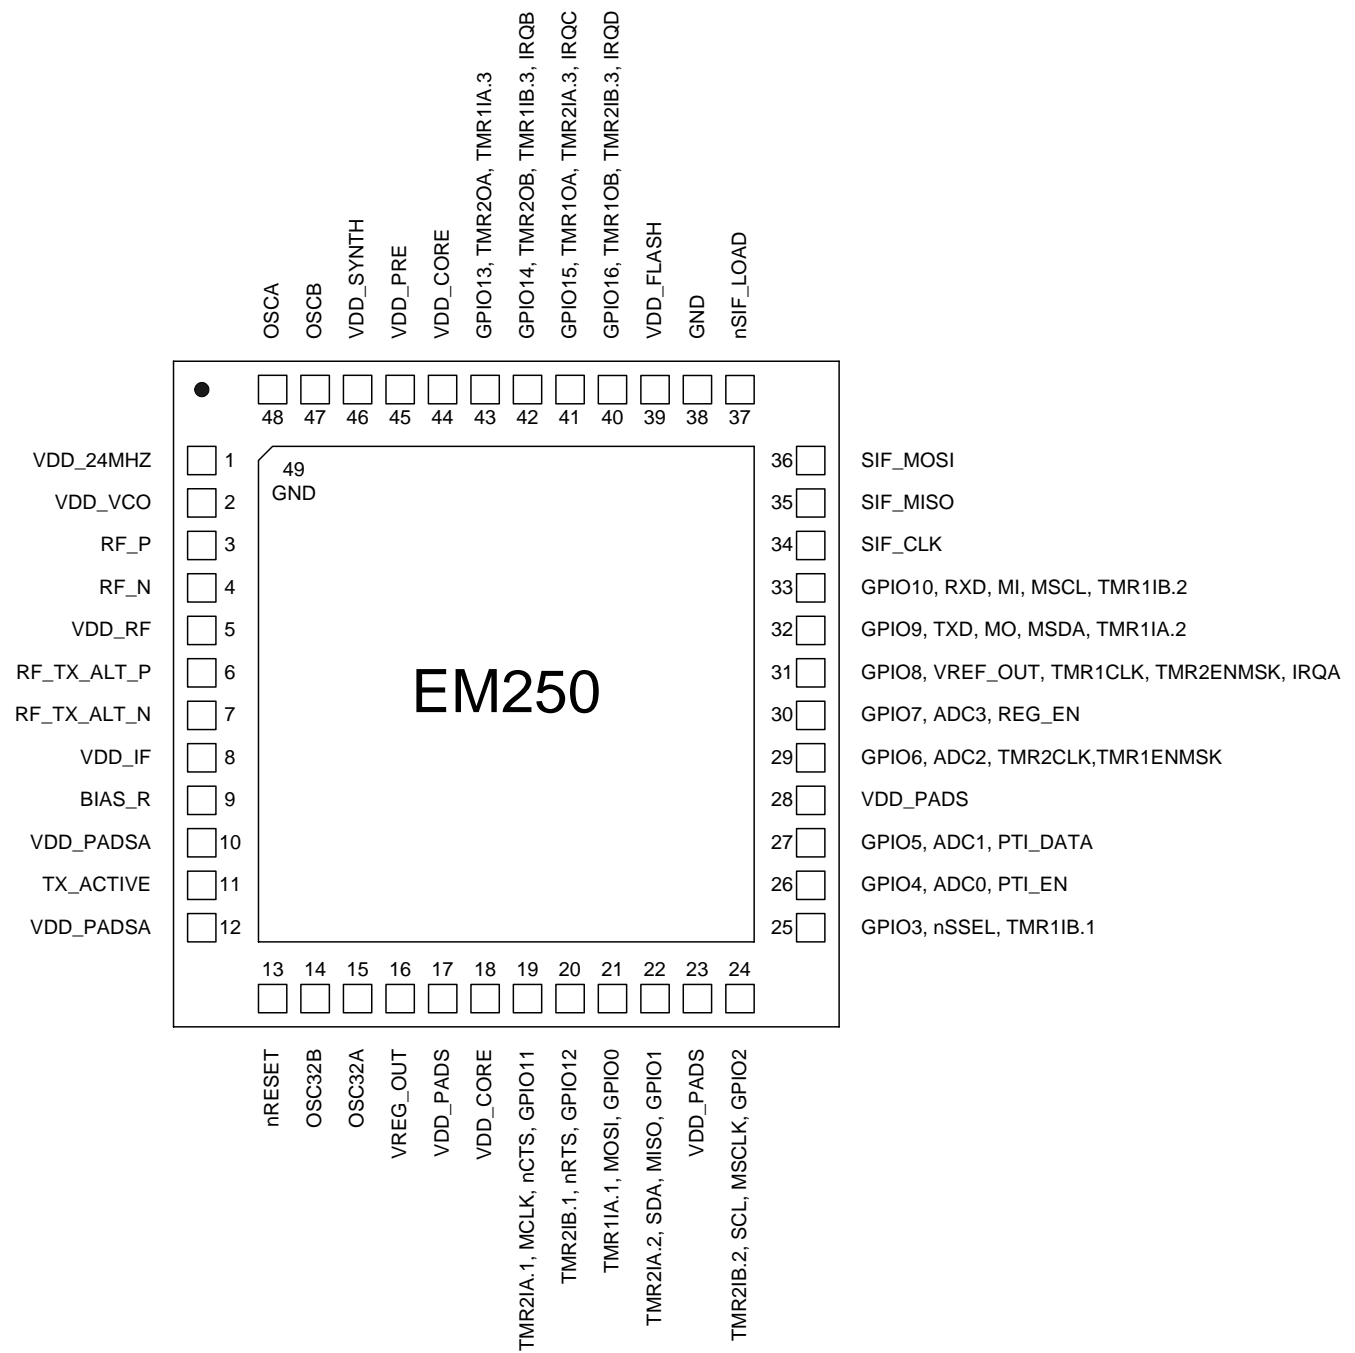 OSCA
OSCB
VDD_SYNTH
VDD_PRE
VDD_CORE
GPIO13, TMR2OA, TMR1IA.3
GPIO14, TMR2OB, TMR1IB.3, IRQB
GPIO15, TMR1OA, TMR2IA.3, IRQC
GPIO16, TMR1OB, TMR2IB.3, IRQD
VDD_FLASH
GND
nSIF_LOAD
48 47 46 45 44 43 42 41 40 39 38 37
VDD_24MHZ 1
VDD_VCO 2
RF_P 3
RF_N 4
VDD_RF 5
RF_TX_ALT_P 6
RF_TX_ALT_N 7
VDD_IF 8
BIAS_R 9
VDD_PADSA 10
TX_ACTIVE 11
VDD_PADSA 12
49
GND
EM250
36 SIF_MOSI
35 SIF_MISO
34 SIF_CLK
33 GPIO10, RXD, MI, MSCL, TMR1IB.2
32 GPIO9, TXD, MO, MSDA, TMR1IA.2
31 GPIO8, VREF_OUT, TMR1CLK, TMR2ENMSK, IRQA
30 GPIO7, ADC3, REG_EN
29 GPIO6, ADC2, TMR2CLK,TMR1ENMSK
28 VDD_PADS
27 GPIO5, ADC1, PTI_DATA
26 GPIO4, ADC0, PTI_EN
25 GPIO3, nSSEL, TMR1IB.1
13 14 15 16 17 18 19 20 21 22 23 24
nRESET
OSC32B
OSC32A
VREG_OUT
VDD_PADS
VDD_CORE
TMR2IA.1, MCLK, nCTS, GPIO11
TMR2IB.1, nRTS, GPIO12
TMR1IA.1, MOSI, GPIO0
TMR2IA.2, SDA, MISO, GPIO1
VDD_PADS
TMR2IB.2, SCL, MSCLK, GPIO2